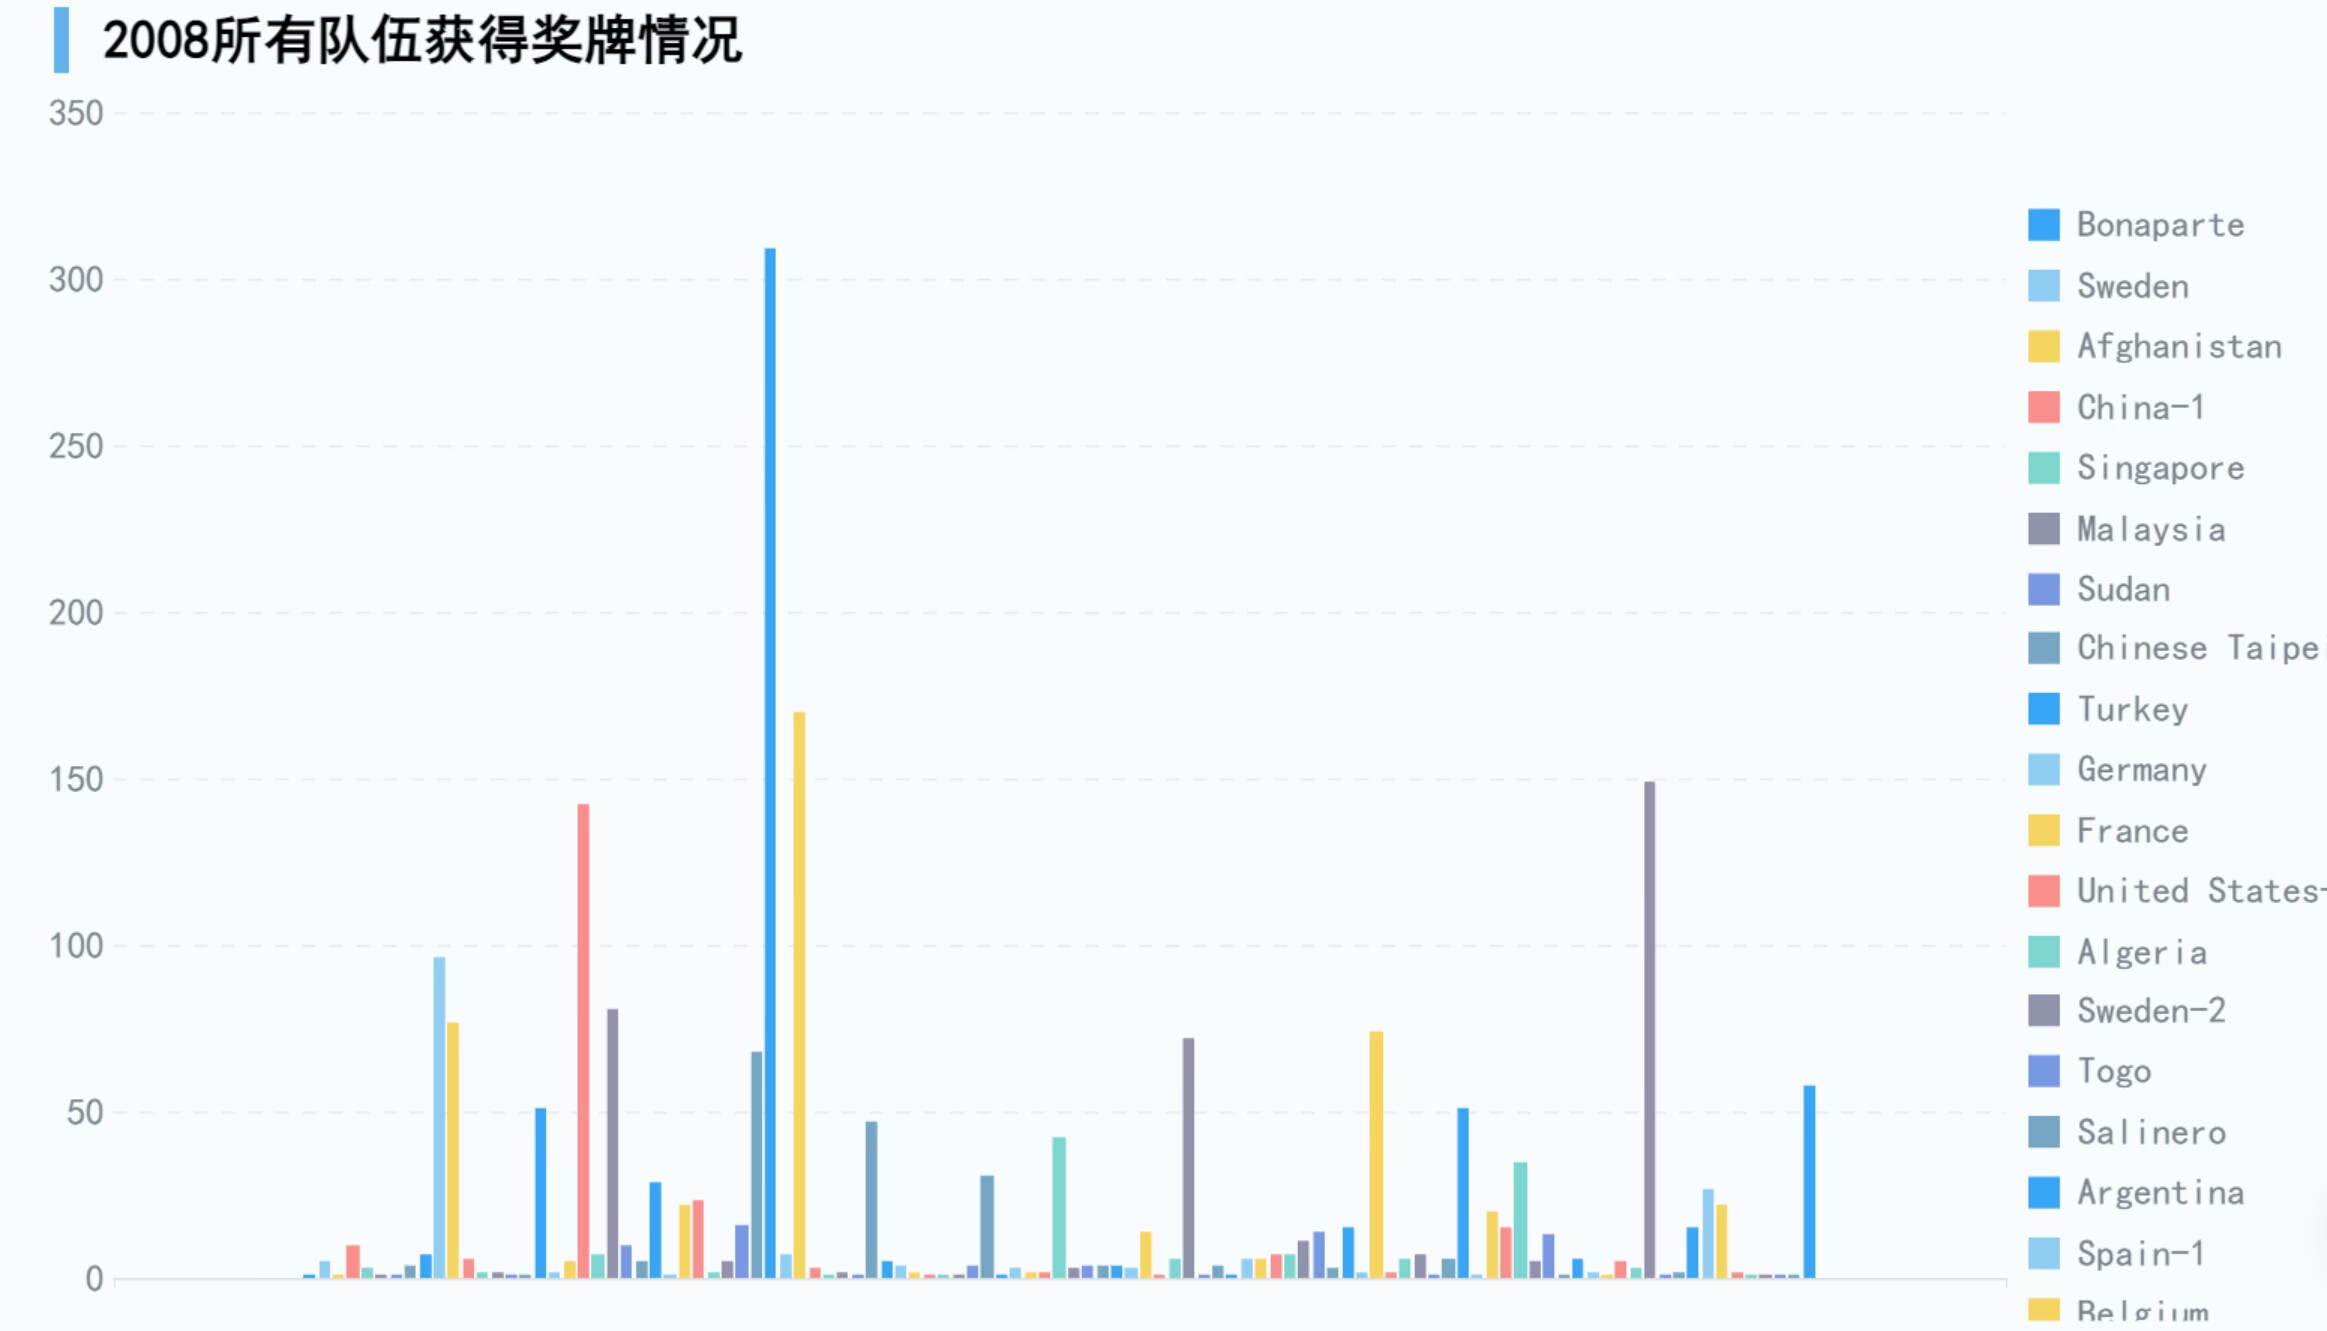 2008所有队伍获得奖牌情况
350
300
250
200
150
100
50
0
Bonaparte
Sweden
Afghanistan
China-1
Singapore
Malaysia
Sudan
Chinese Taipei
Turkey
Germany
France
United States-
Algeria
Sweden-2
Togo
Salinero
Argentina
Spain-1
Belgium